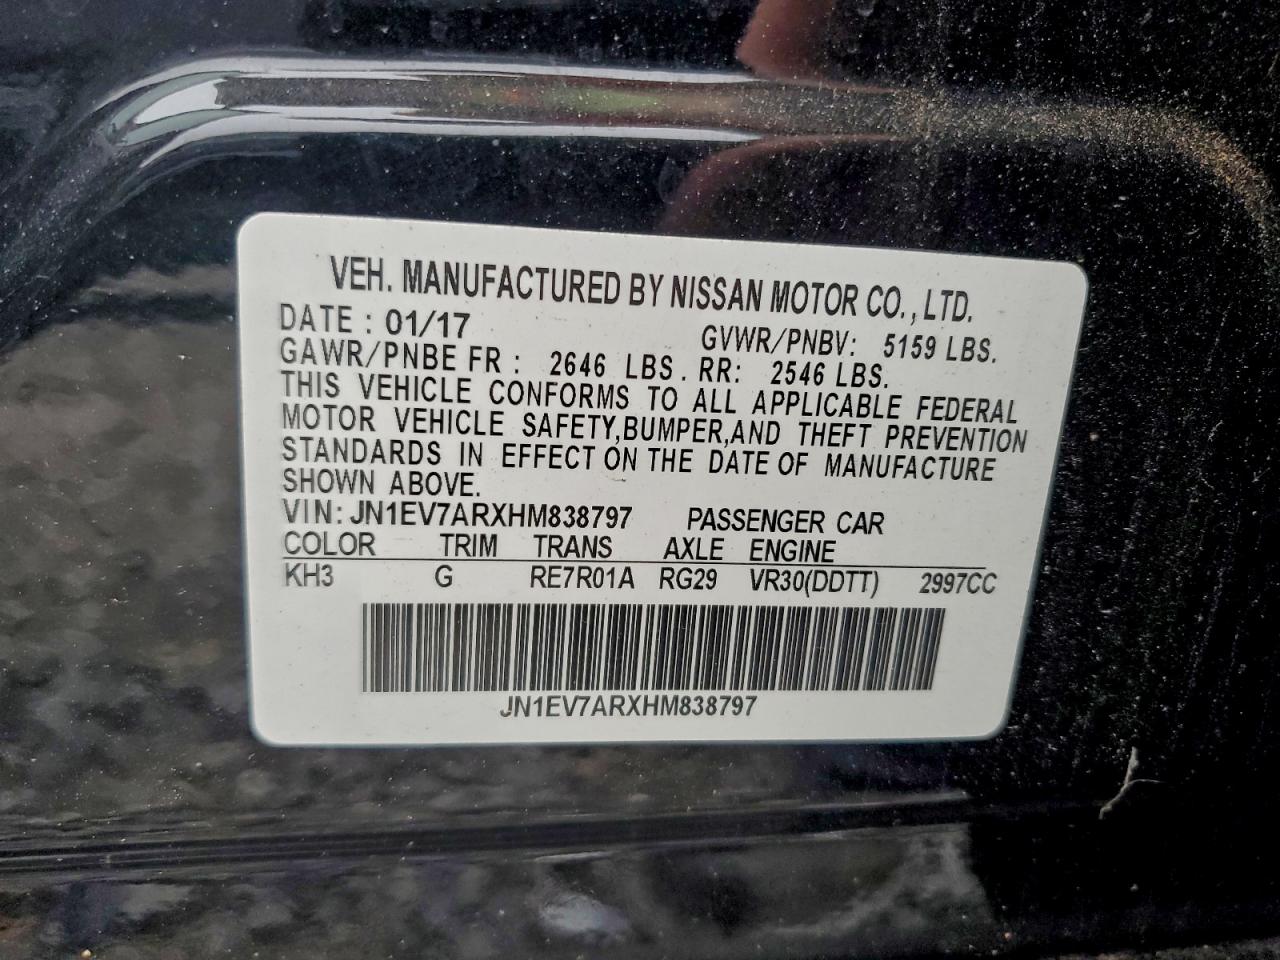 VEH. MANUFACTURED BY NISSAN MOTOR CO., LTD.
DATE : 01/17 GVWR/PNBV: 5159 LBS.
GAWR/PNBE FR : 2646 LBS. RR: 2546 LBS.
THIS VEHICLE CONFORMS TO ALL APPLICABLE FEDERAL
MOTOR VEHICLE SAFETY,BUMPER,AND THEFT PREVENTION
STANDARDS IN EFFECT ON THE DATE OF MANUFACTURE
SHOWN ABOVE.
VIN: JN1EV7ARXHM838797 PASSENGER CAR
COLOR TRIM TRANS AXLE ENGINE
KH3 G RE7R01A RG29 VR30(DDTT) 2997CC
JN1EV7ARXHM838797